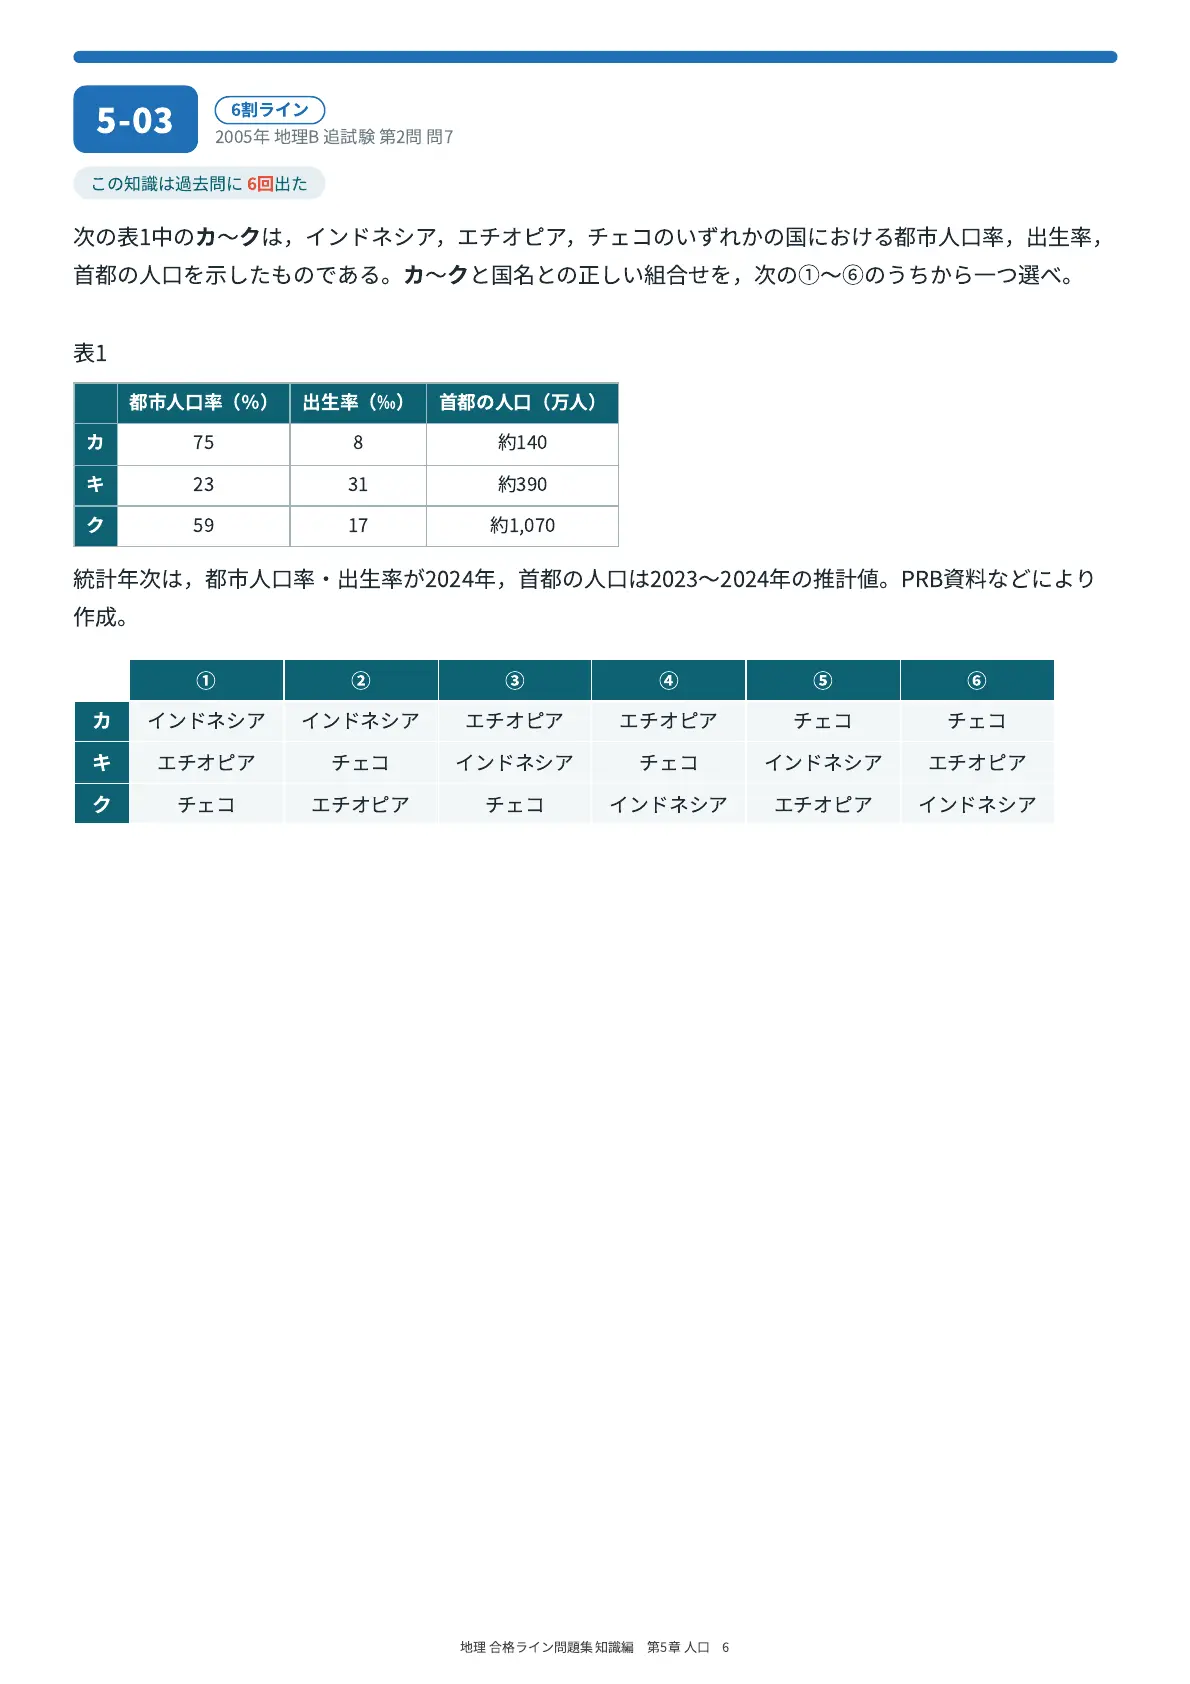 5-03
6割ライン
2005年 地理B 追試験 第2問 問7
この知識は過去問に 6回出た
次の表1中のカ～クは，インドネシア，エチオピア，チェコのいずれかの国における都市人口率，出生率，
首都の人口を示したものである。カ～クと国名との正しい組合せを，次の①～⑥のうちから一つ選べ。
表1
都市人口率（%） 出生率（‰） 首都の人口（万人）
カ 75 8 約140
キ 23 31 約390
ク 59 17 約1,070
統計年次は，都市人口率・出生率が2024年，首都の人口は2023～2024年の推計値。PRB資料などにより
作成。
① ② ③ ④ ⑤ ⑥
カ インドネシア インドネシア エチオピア エチオピア チェコ チェコ
キ エチオピア チェコ インドネシア チェコ インドネシア エチオピア
ク チェコ エチオピア チェコ インドネシア エチオピア インドネシア
地理 合格ライン問題集 知識編　第5章 人口　6